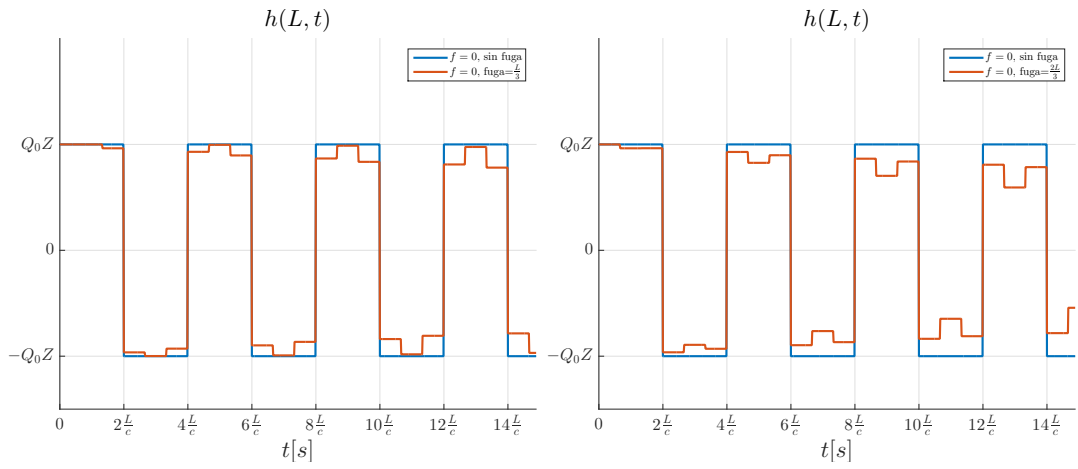 h(L, t)
f = 0, sin fuga
f = 0, fuga=L/3
Q₀Z
0
−Q₀Z
0 2L/c 4L/c 6L/c 8L/c 10L/c 12L/c 14L/c
t[s]
h(L, t)
f = 0, sin fuga
f = 0, fuga=2L/3
Q₀Z
0
−Q₀Z
0 2L/c 4L/c 6L/c 8L/c 10L/c 12L/c 14L/c
t[s]